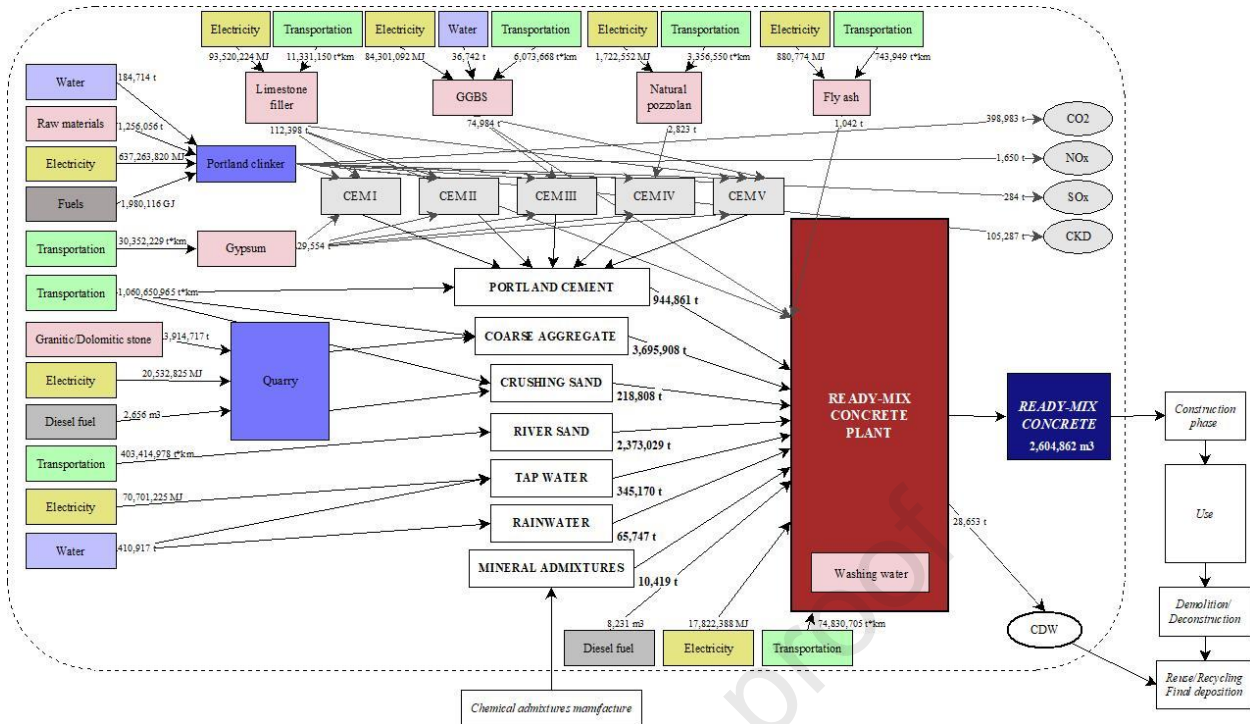 Electricity
Transportation
Electricity
Water
Transportation
Electricity
Transportation
Electricity
Transportation
93,520,224 MJ
11,331,150 t*km
84,301,092 MJ
36,742 t
6,073,668 t*km
1,722,552 MJ
3,356,550 t*km
880,774 MJ
743,949 t*km
Limestone
filler
GGBS
Natural
pozzolan
Fly ash
112,398 t
74,984 t
2,823 t
1,042 t
Water
184,714 t
Raw materials
1,256,056 t
Electricity
637,263,820 MJ
Fuels
1,980,116 GJ
Portland clinker
398,983 t
CO2
1,650 t
NOx
284 t
SOx
105,287 t
CKD
CEM I
CEM II
CEM III
CEM IV
CEM V
Transportation
30,352,229 t*km
Gypsum
29,554 t
Transportation
1,060,650,965 t*km
PORTLAND CEMENT
944,861 t
Granitic/Dolomitic stone
3,914,717 t
Electricity
20,532,825 MJ
Diesel fuel
2,656 m3
Quarry
COARSE AGGREGATE
3,695,908 t
CRUSHING SAND
218,808 t
Transportation
403,414,978 t*km
RIVER SAND
2,373,029 t
Electricity
70,701,225 MJ
TAP WATER
345,170 t
Water
410,917 t
RAINWATER
65,747 t
MINERAL ADMIXTURES
10,419 t
READY-MIX
CONCRETE
PLANT
Washing water
READY-MIX
CONCRETE
2,604,862 m3
Construction
phase
Use
Demolition/
Deconstruction
Reuse/Recycling
Final deposition
28,653 t
CDW
8,231 m3
17,822,388 MJ
74,830,705 t*km
Diesel fuel
Electricity
Transportation
Chemical admixtures manufacture
proof